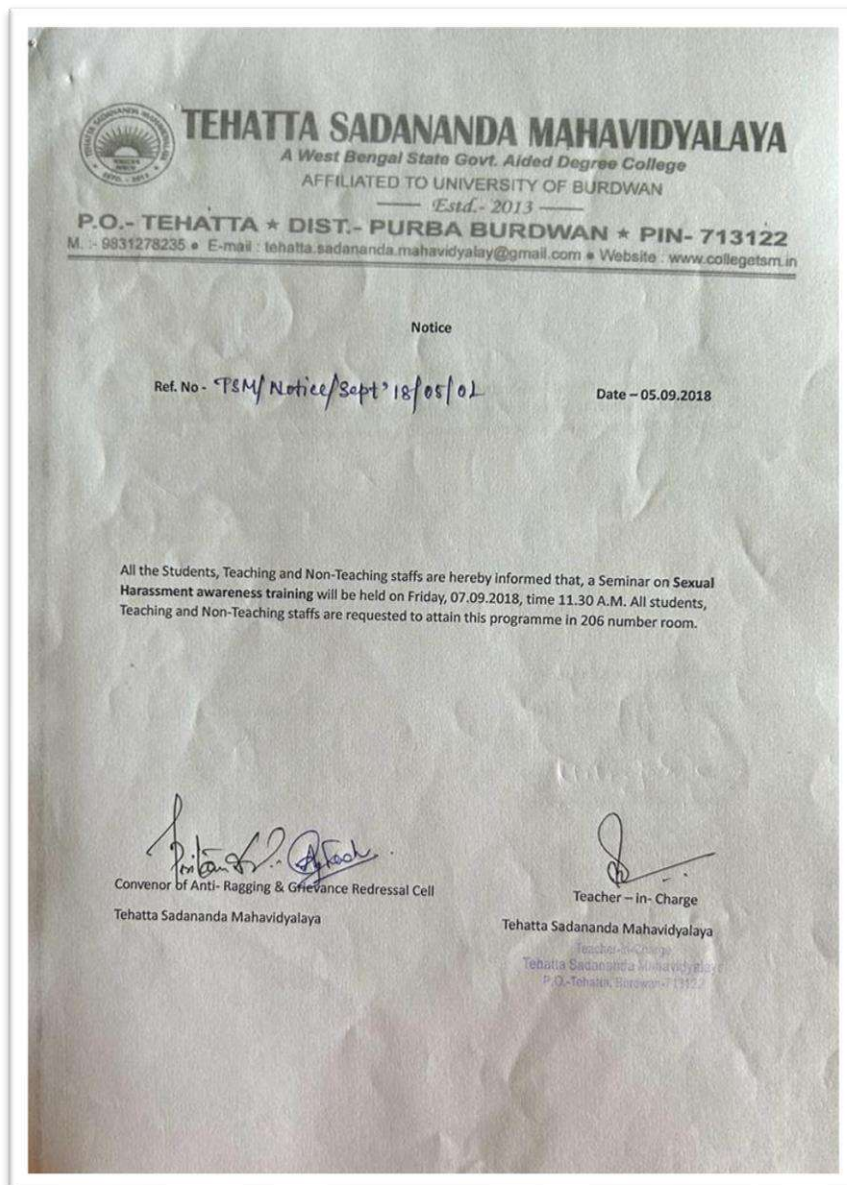 TEHATTA SADANANDA MAHAVIDYALAYA
A West Bengal State Govt. Aided Degree College
AFFILIATED TO UNIVERSITY OF BURDWAN
Estd.- 2013
P.O.- TEHATTA ★ DIST.- PURBA BURDWAN ★ PIN- 713122
M. :- 9831278235 ● E-mail : tehatta.sadananda.mahavidyalay@gmail.com ● Website : www.collegetsm.in
Notice
Ref. No - TSM/Notice/Sept' 18/05/02
Date – 05.09.2018
All the Students, Teaching and Non-Teaching staffs are hereby informed that, a Seminar on Sexual
Harassment awareness training will be held on Friday, 07.09.2018, time 11.30 A.M. All students,
Teaching and Non-Teaching staffs are requested to attain this programme in 206 number room.
Convenor of Anti- Ragging & Grievance Redressal Cell
Tehatta Sadananda Mahavidyalaya
Teacher – in- Charge
Tehatta Sadananda Mahavidyalaya
Teacher-in-Charge
Tehatta Sadananda Mahavidyalaya
P.O.-Tehatta, Burdwan-713122